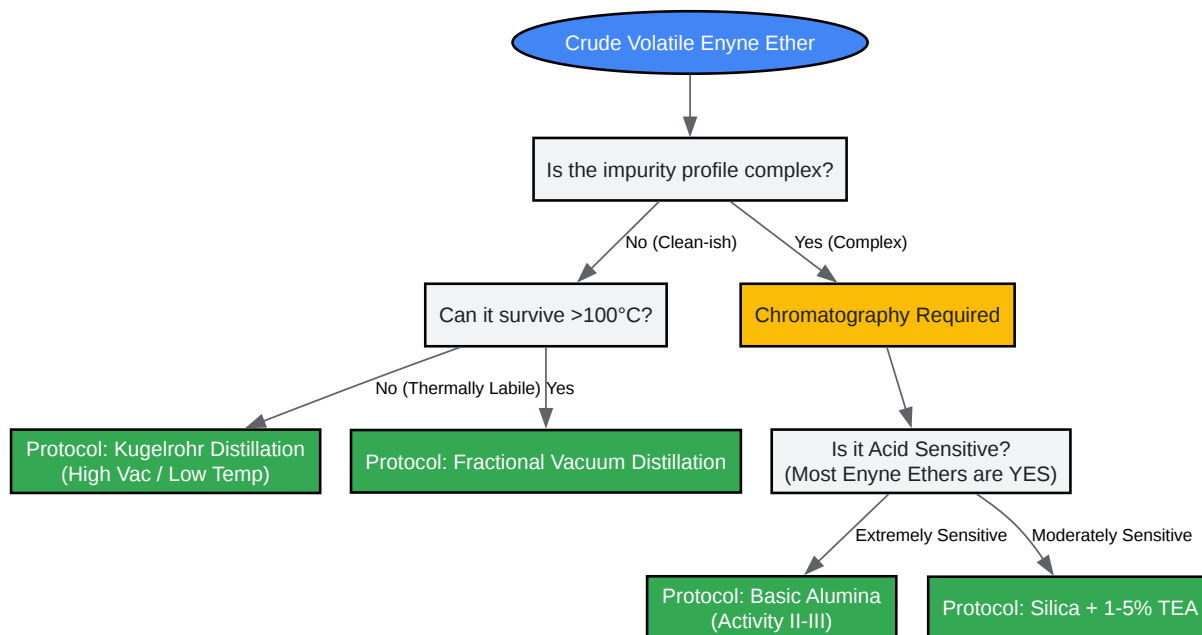 Crude Volatile Enyne Ether
Is the impurity profile complex?
No (Clean-ish)
Yes (Complex)
Can it survive >100°C?
Chromatography Required
No (Thermally Labile)
Yes
Protocol: Kugelrohr Distillation
(High Vac / Low Temp)
Protocol: Fractional Vacuum Distillation
Is it Acid Sensitive?
(Most Enyne Ethers are YES)
Extremely Sensitive
Moderately Sensitive
Protocol: Basic Alumina
(Activity II-III)
Protocol: Silica + 1-5% TEA